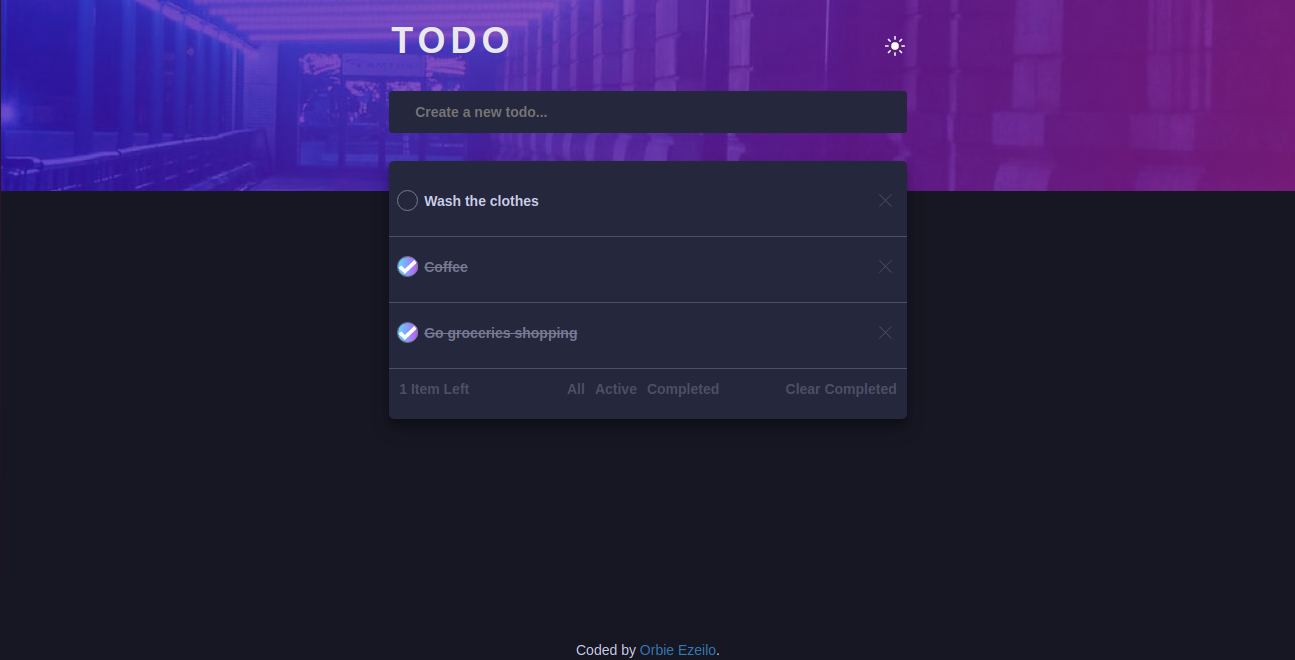 TODO
Create a new todo...
Wash the clothes
Coffee
Go groceries shopping
1 Item Left All Active Completed Clear Completed
Coded by Orbie Ezeilo.